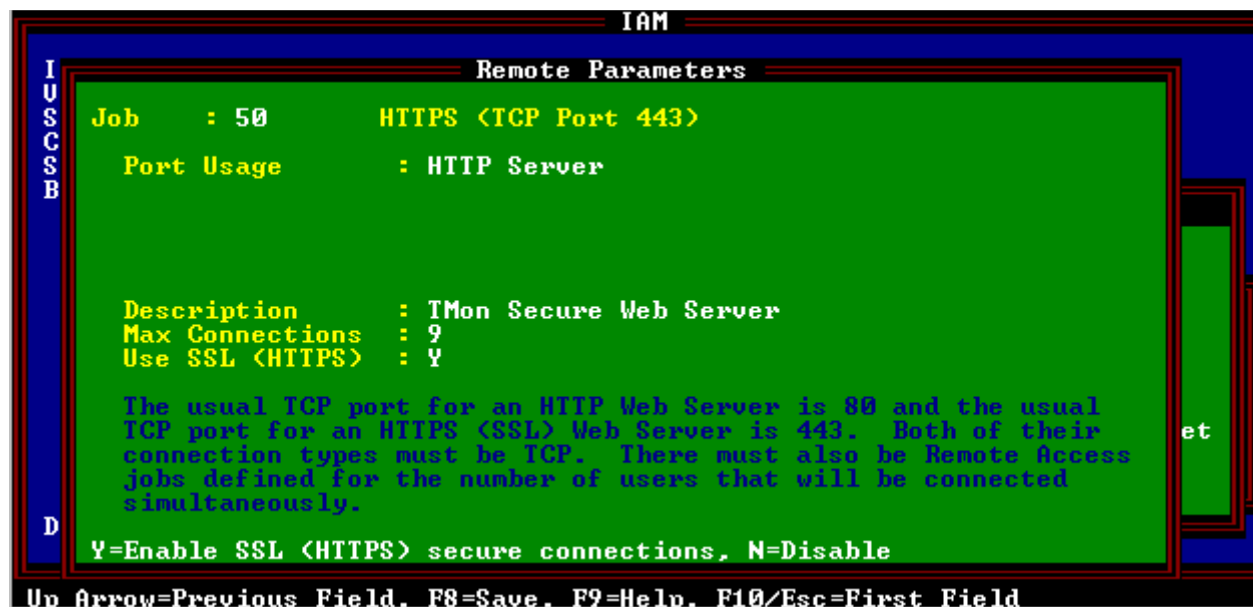 IAM
Remote Parameters
I
V
S
C
S
B
Job : 50 HTTPS (TCP Port 443)
Port Usage : HTTP Server
Description : TMon Secure Web Server
Max Connections : 9
Use SSL (HTTPS) : Y
The usual TCP port for an HTTP Web Server is 80 and the usual
TCP port for an HTTPS (SSL) Web Server is 443. Both of their
connection types must be TCP. There must also be Remote Access
jobs defined for the number of users that will be connected
simultaneously.
et
D
Y=Enable SSL (HTTPS) secure connections, N=Disable
Up Arrow=Previous Field, F8=Save, F9=Help, F10/Esc=First Field